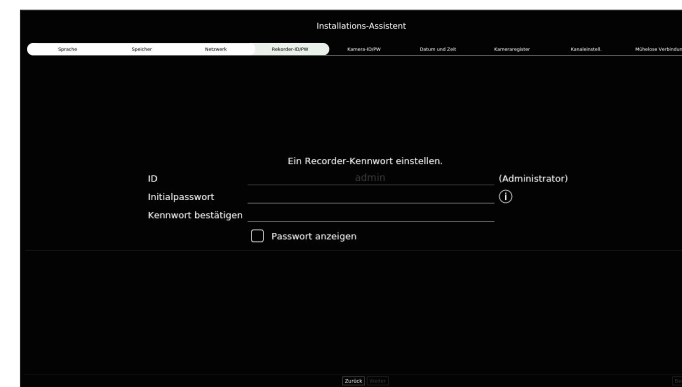 Installations-Assistent
Sprache Speicher Netzwerk Rekorder-ID/PW Kamera-ID/PW Datum und Zeit Kameraregister Kanaleinstell. Mühelose Verbindun
Ein Recorder-Kennwort einstellen.
ID admin (Administrator)
Initialpasswort
Kennwort bestätigen
Passwort anzeigen
Zurück Weiter